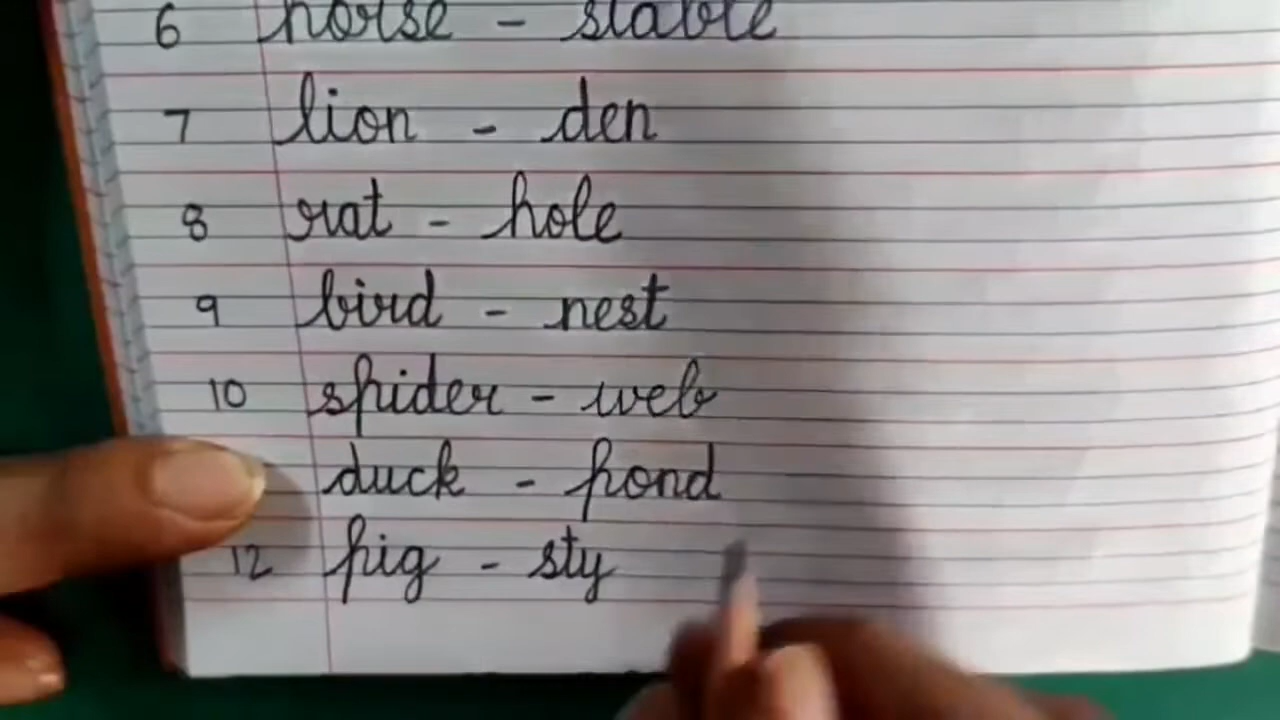 6 horse - stable
7 lion - den
8 rat - hole
9 bird - nest
10 spider - web
duck - pond
12 pig - sty